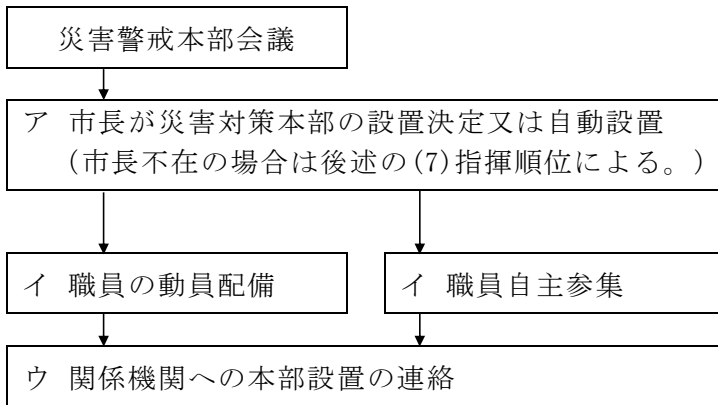 災害警戒本部会議
ア 市長が災害対策本部の設置決定又は自動設置
(市長不在の場合は後述の(7)指揮順位による。)
イ 職員の動員配備
イ 職員自主参集
ウ 関係機関への本部設置の連絡